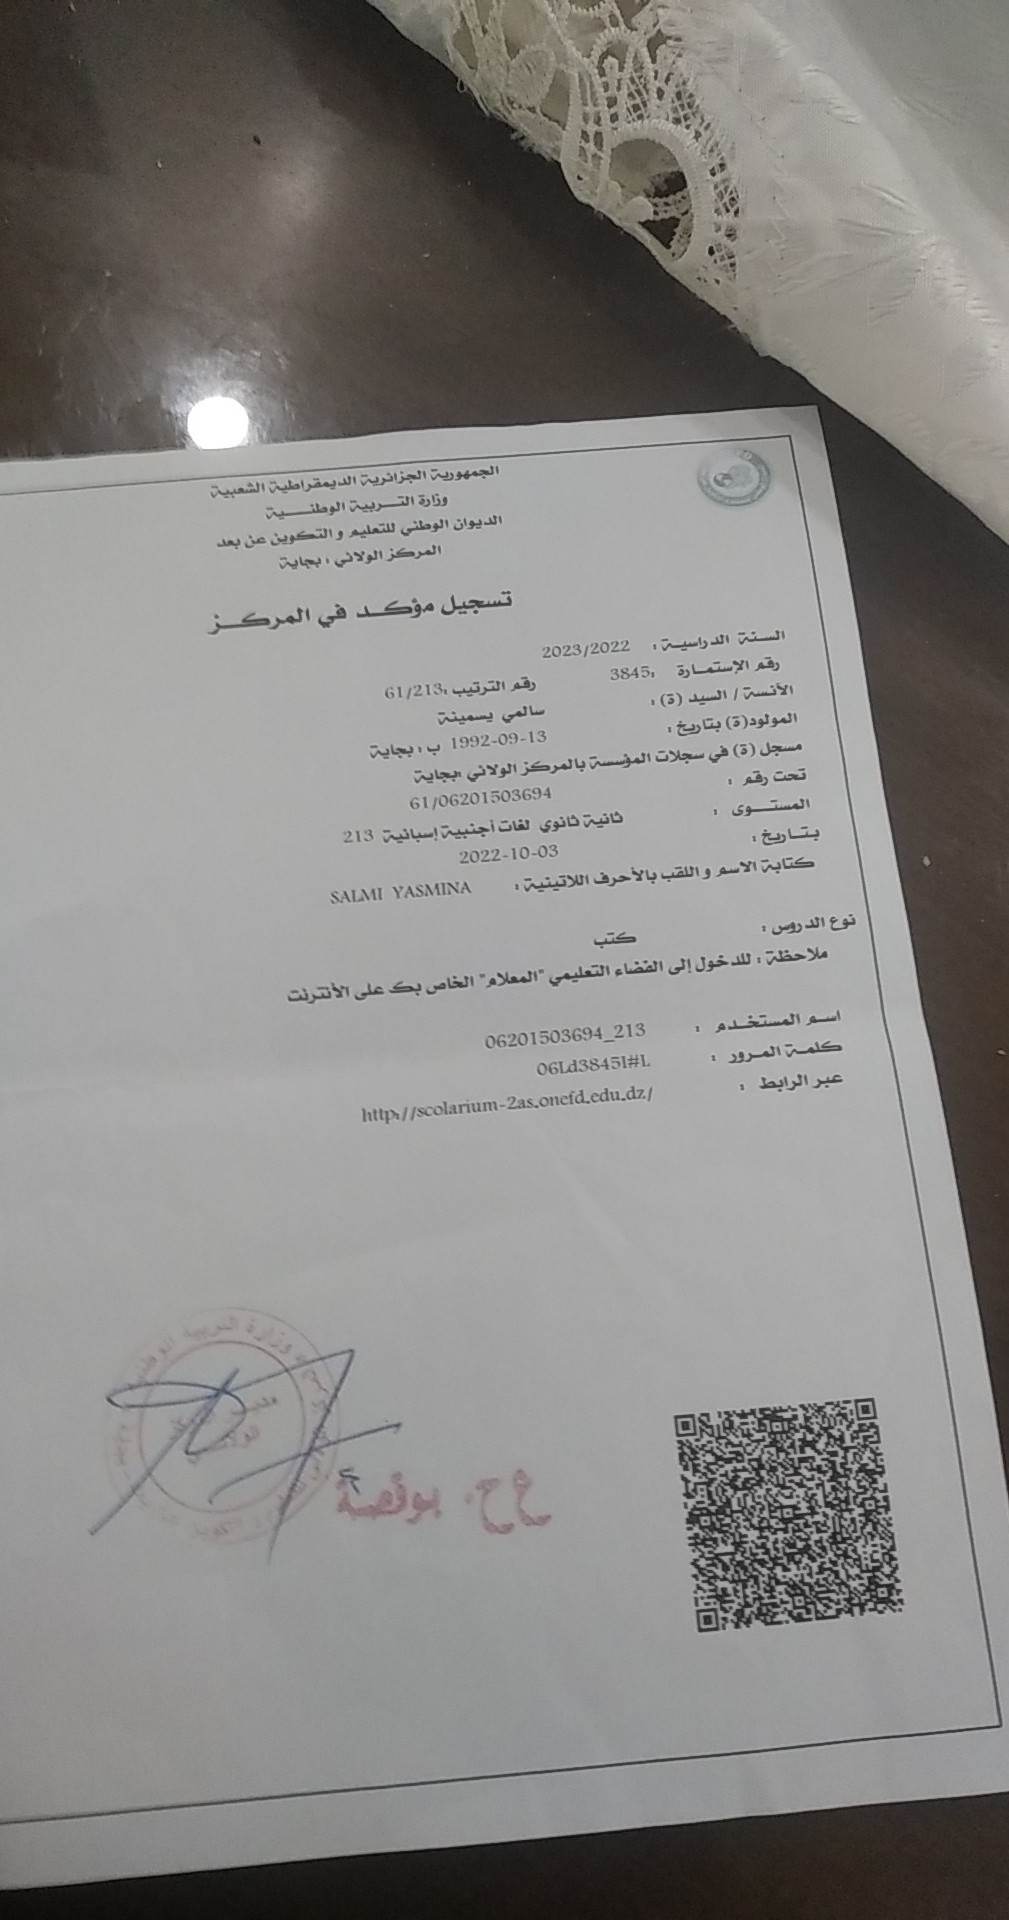 الجمهورية الجزائرية الديمقراطية الشعبية
وزارة التربية الوطنية
الديوان الوطني للتعليم و التكوين عن بعد
المركز الولائي : بجاية
تسجيل مؤكد في المركز
السنة الدراسية : 2023/2022
رقم الإستمارة :3845 رقم الترتيب :61/213
الأنسة / السيد (ة) : سالمي يسمينة
المولود(ة) بتاريخ : 1992-09-13 ب : بجاية
مسجل (ة) في سجلات المؤسسة بالمركز الولائي :بجاية
تحت رقم : 61/06201503694
المستوى : ثانية ثانوي لغات أجنبية إسبانية 213
بتاريخ : 2022-10-03
كتابة الاسم و اللقب بالأحرف اللاتينية : SALMI YASMINA
نوع الدروس : كتب
ملاحظة : للدخول إلى الفضاء التعليمي "المعلام" الخاص بك على الأنترنت
اسم المستخدم : 06201503694_213
كلمة المرور : 06Ld3845I#L
عبر الرابط : http://scolarium-2as.onefd.edu.dz/
وزارة التربية
ع ح. بوقصة